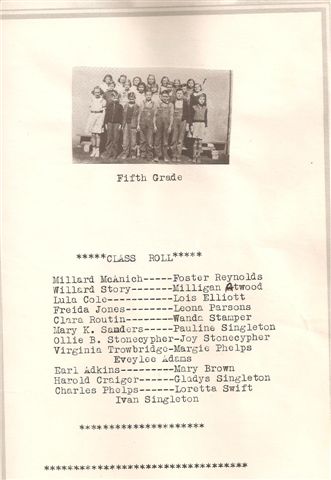 Fifth Grade
*****CLASS ROLL*****
Millard McAnich-----Foster Reynolds
Willard Story-------Milligan Atwood
Lula Cole-----------Lois Elliott
Freida Jones--------Leona Parsons
Clara Routin--------Wanda Stamper
Mary K. Sanders-----Pauline Singleton
Ollie B. Stonecypher-Joy Stonecypher
Virginia Trowbridge-Margie Phelps
Eveylee Adams
Earl Adkins---------Mary Brown
Harold Craiger------Gladys Singleton
Charles Phelps------Loretta Swift
Ivan Singleton
*********************
**********************************